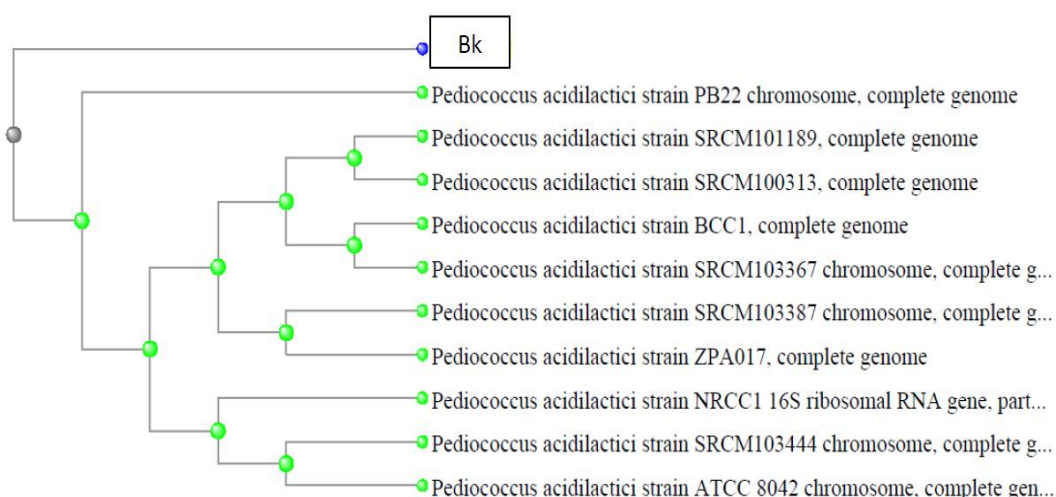 Bk
Pediococcus acidilactici strain PB22 chromosome, complete genome
Pediococcus acidilactici strain SRCM101189, complete genome
Pediococcus acidilactici strain SRCM100313, complete genome
Pediococcus acidilactici strain BCC1, complete genome
Pediococcus acidilactici strain SRCM103367 chromosome, complete g...
Pediococcus acidilactici strain SRCM103387 chromosome, complete g...
Pediococcus acidilactici strain ZPA017, complete genome
Pediococcus acidilactici strain NRCC1 16S ribosomal RNA gene, part...
Pediococcus acidilactici strain SRCM103444 chromosome, complete g...
Pediococcus acidilactici strain ATCC 8042 chromosome, complete gen...